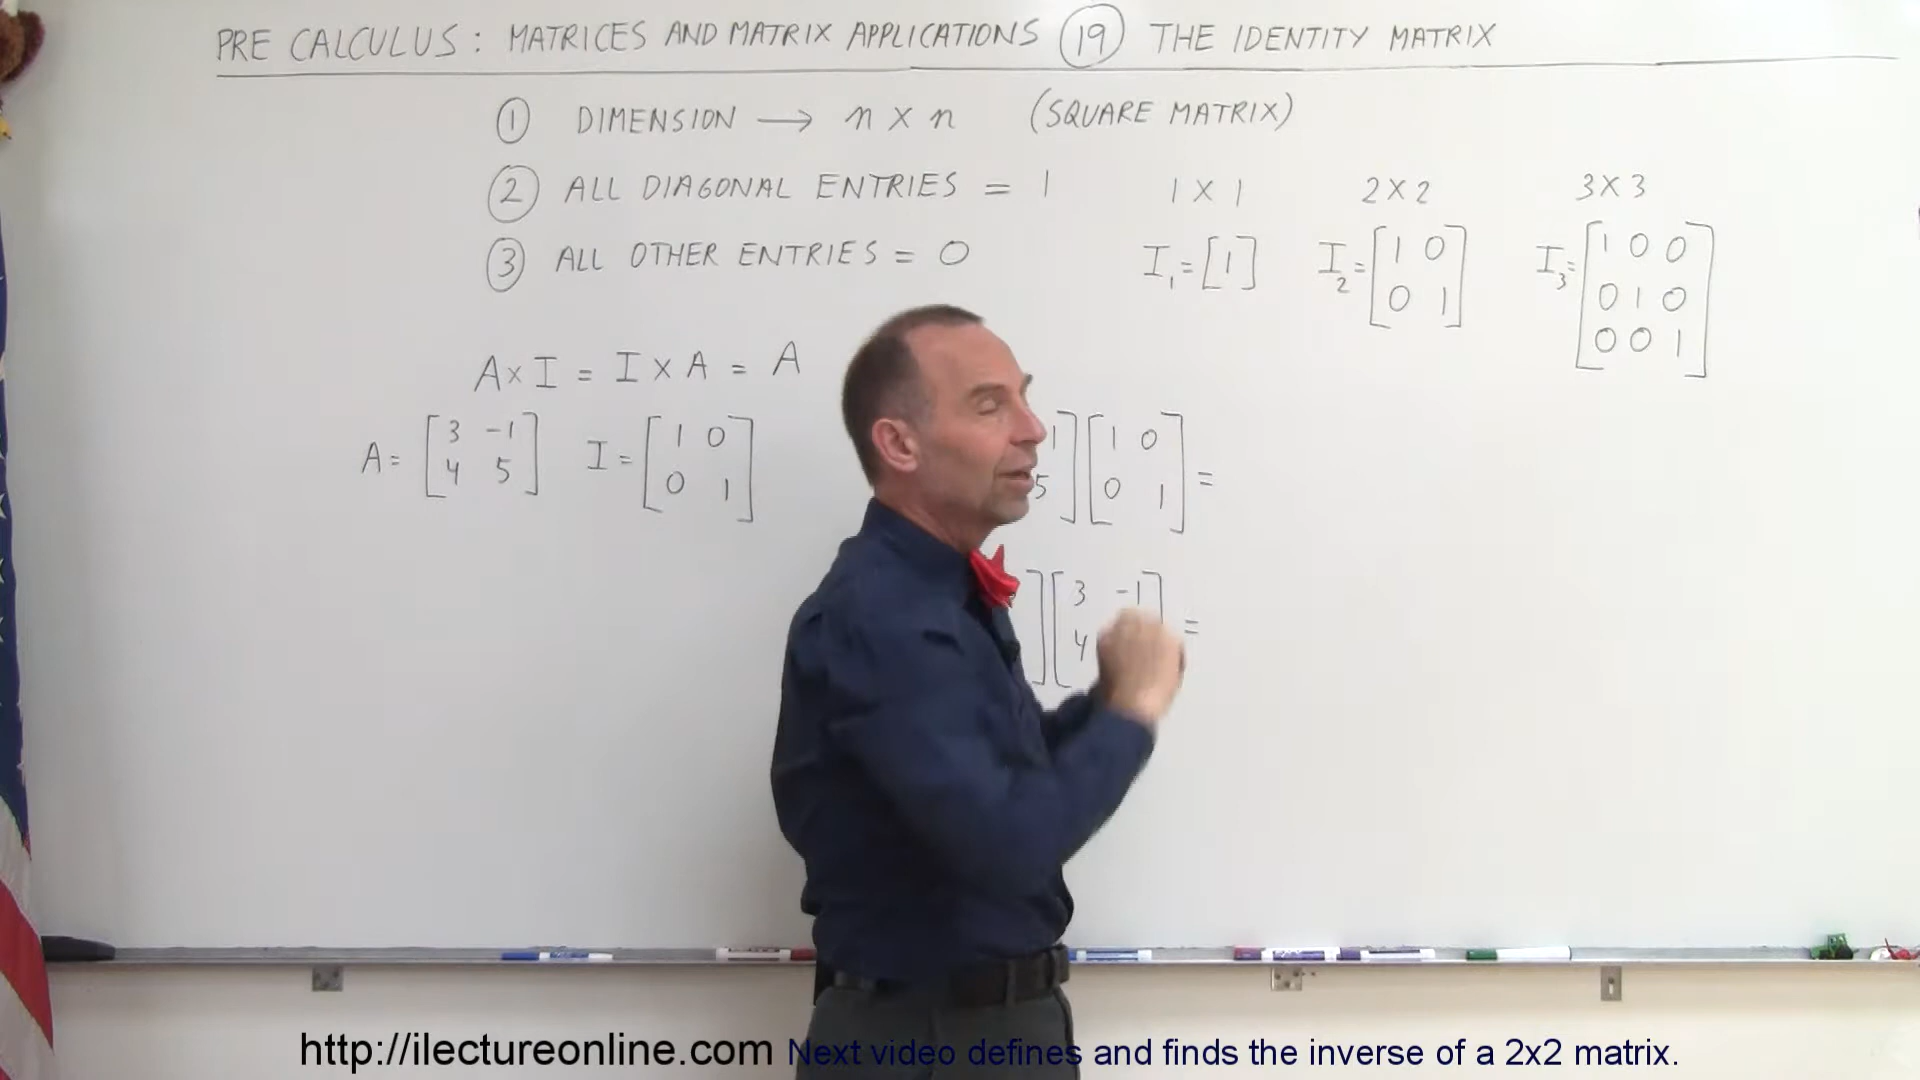 PRE CALCULUS: MATRICES AND MATRIX APPLICATIONS 19 THE IDENTITY MATRIX
1 DIMENSION → n x n (SQUARE MATRIX)
2 ALL DIAGONAL ENTRIES = 1
3 ALL OTHER ENTRIES = 0
1 X 1 2 X 2 3 X 3
I₁ = [1] I₂ = [1 0
0 1] I₃ = [1 0 0
0 1 0
0 0 1]
A x I = I x A = A
A = [3 -1
4 5] I = [1 0
0 1]
1] [1 0
5] [0 1] =
] [3 -1
4 ] =
http://ilectureonline.com Next video defines and finds the inverse of a 2x2 matrix.